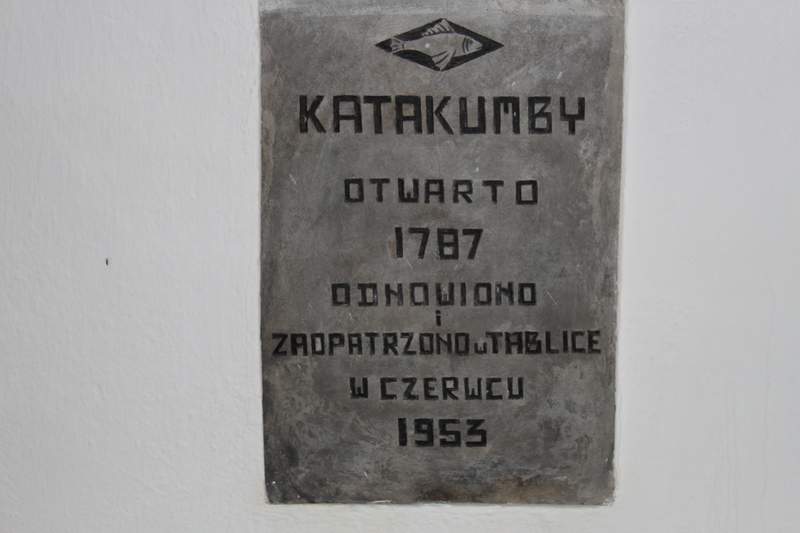 KATAKUMBY
OTWARTO
1787
ODNOWIONO
i
ZAOPATRZONO w TABLICE
W CZERWCU
1953